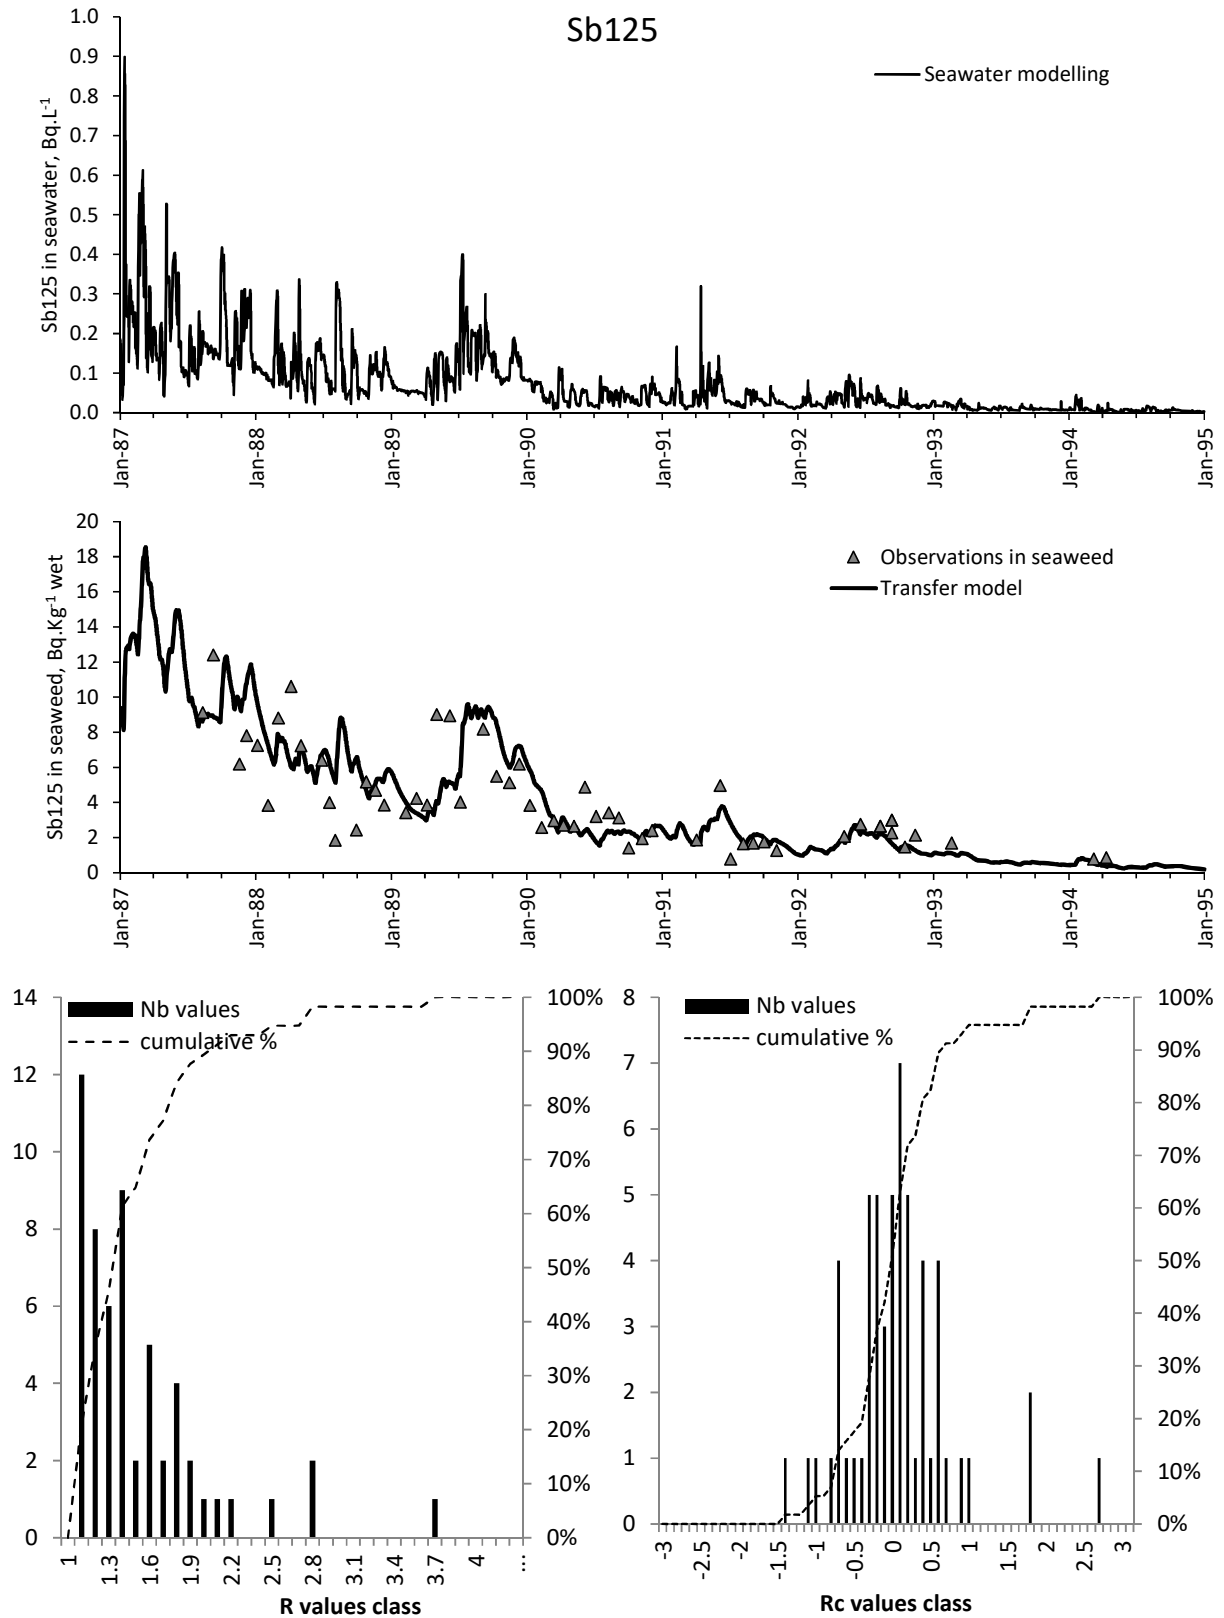 Sb125
Sb125 in seawater, Bq.L-1
1.0
0.9
0.8
0.7
0.6
0.5
0.4
0.3
0.2
0.1
0.0
Seawater modelling
Jan-87
Jan-88
Jan-89
Jan-90
Jan-91
Jan-92
Jan-93
Jan-94
Jan-95
Sb125 in seaweed, Bq.Kg-1 wet
20
18
16
14
12
10
8
6
4
2
0
Observations in seaweed
Transfer model
Jan-87
Jan-88
Jan-89
Jan-90
Jan-91
Jan-92
Jan-93
Jan-94
Jan-95
14
12
10
8
6
4
2
0
Nb values
cumulative %
100%
90%
80%
70%
60%
50%
40%
30%
20%
10%
0%
1
1.3
1.6
1.9
2.2
2.5
2.8
3.1
3.4
3.7
4
...
R values class
8
7
6
5
4
3
2
1
0
Nb values
cumulative %
100%
90%
80%
70%
60%
50%
40%
30%
20%
10%
0%
-3
-2.5
-2
-1.5
-1
-0.5
0
0.5
1
1.5
2
2.5
3
Rc values class